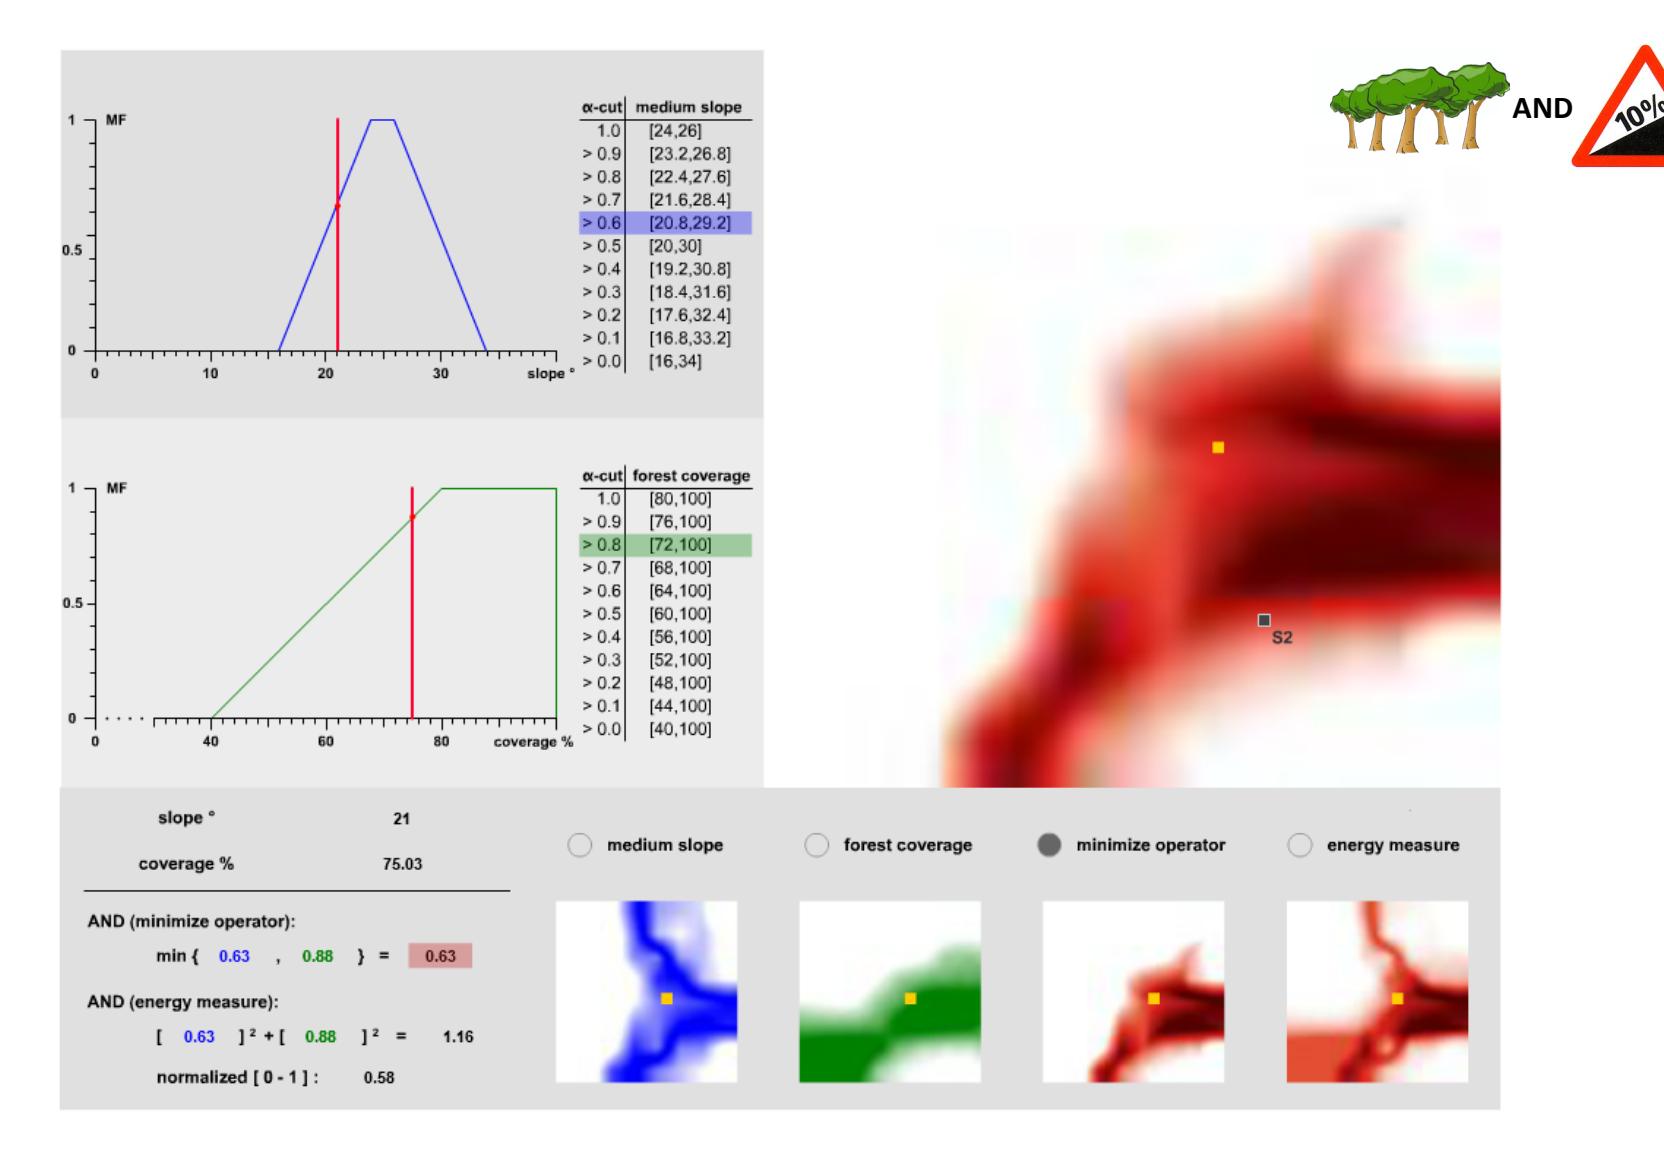 AND 10%
1 MF
0.5
0
0 10 20 30 slope °
α-cut medium slope
1.0 [24,26]
> 0.9 [23.2,26.8]
> 0.8 [22.4,27.6]
> 0.7 [21.6,28.4]
> 0.6 [20.8,29.2]
> 0.5 [20,30]
> 0.4 [19.2,30.8]
> 0.3 [18.4,31.6]
> 0.2 [17.6,32.4]
> 0.1 [16.8,33.2]
> 0.0 [16,34]
1 MF
0.5
0
0 40 60 80 coverage %
α-cut forest coverage
1.0 [80,100]
> 0.9 [76,100]
> 0.8 [72,100]
> 0.7 [68,100]
> 0.6 [64,100]
> 0.5 [60,100]
> 0.4 [56,100]
> 0.3 [52,100]
> 0.2 [48,100]
> 0.1 [44,100]
> 0.0 [40,100]
S2
slope ° 21
coverage % 75.03
AND (minimize operator):
min { 0.63 , 0.88 } = 0.63
AND (energy measure):
[ 0.63 ] ² + [ 0.88 ] ² = 1.16
normalized [ 0 - 1 ] : 0.58
medium slope forest coverage minimize operator energy measure